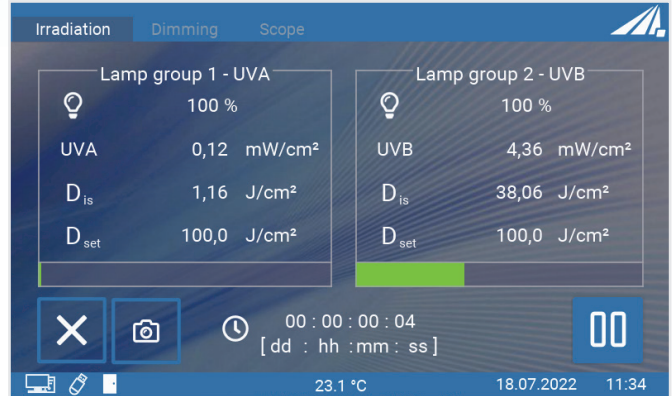 Irradiation Dimming Scope
Lamp group 1 - UVA
100 %
UVA 0,12 mW/cm²
D is 1,16 J/cm²
D set 100,0 J/cm²
Lamp group 2 - UVB
100 %
UVB 4,36 mW/cm²
D is 38,06 J/cm²
D set 100,0 J/cm²
00 : 00 : 00 : 04
[ dd : hh :mm : ss ]
23.1 °C 18.07.2022 11:34